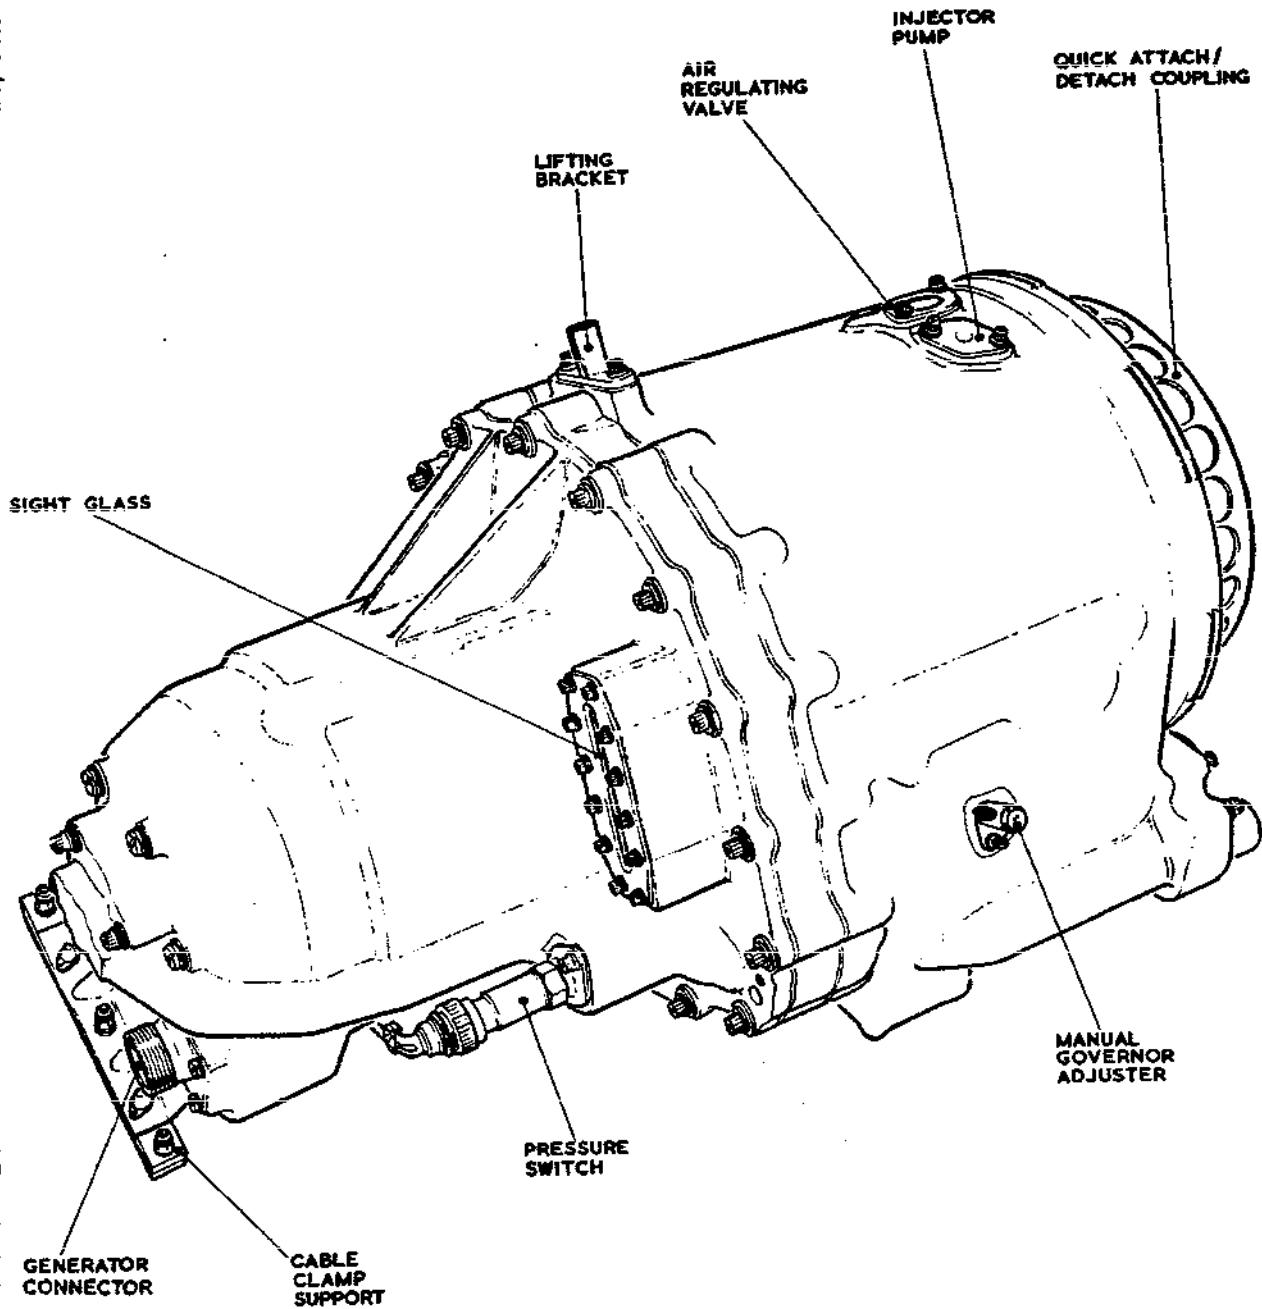 INJECTOR
PUMP
QUICK ATTACH/
DETACH COUPLING
AIR
REGULATING
VALVE
LIFTING
BRACKET
SIGHT GLASS
MANUAL
GOVERNOR
ADJUSTER
PRESSURE
SWITCH
GENERATOR
CONNECTOR
CABLE
CLAMP
SUPPORT